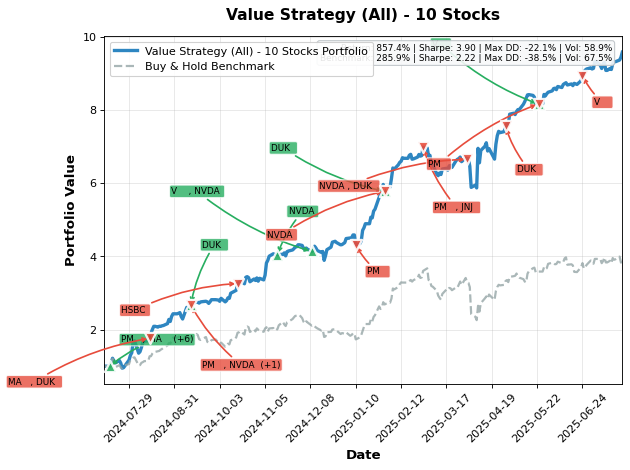 Value Strategy (All) - 10 Stocks
Value Strategy (All) - 10 Stocks Portfolio
Buy & Hold Benchmark
857.4% | Sharpe: 3.90 | Max DD: -22.1% | Vol: 58.9%
285.9% | Sharpe: 2.22 | Max DD: -38.5% | Vol: 67.5%
10
8
6
4
2
Portfolio Value
V
DUK
PM
DUK
NVDA , DUK
V , NVDA
NVDA
PM , JNJ
NVDA
DUK
PM
HSBC
PM , MA (+6)
PM , NVDA (+1)
MA , DUK
2024-07-29
2024-08-31
2024-10-03
2024-11-05
2024-12-08
2025-01-10
2025-02-12
2025-03-17
2025-04-19
2025-05-22
2025-06-24
Date